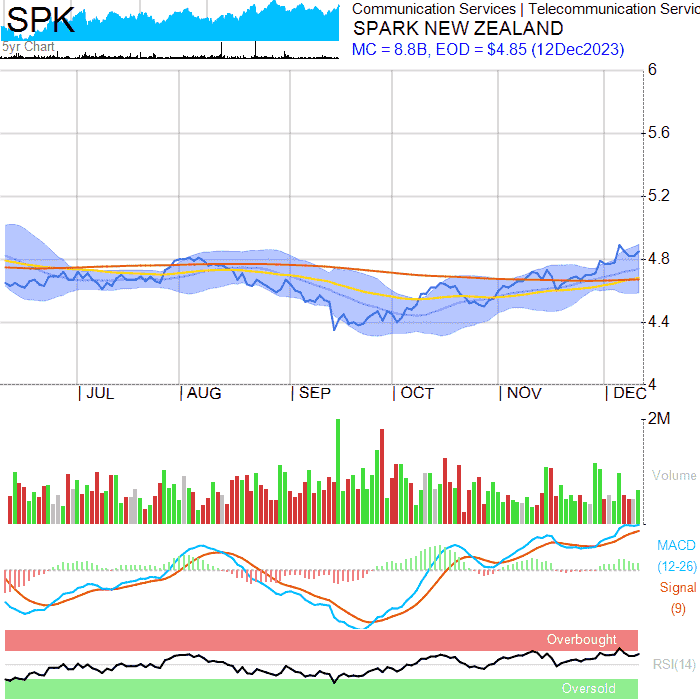 SPK
5yr Chart
Communication Services | Telecommunication Servic
SPARK NEW ZEALAND
MC = 8.8B, EOD = $4.85 (12Dec2023)
6
5.6
5.2
4.8
4.4
4
JUL AUG SEP OCT NOV DEC
2M
Volume
MACD
(12-26)
Signal
(9)
Overbought
RSI(14)
Oversold